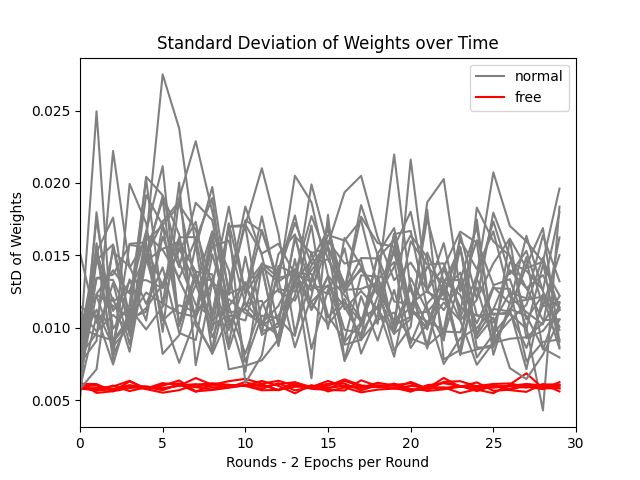 Standard Deviation of Weights over Time
normal
free
StD of Weights
0.025
0.020
0.015
0.010
0.005
0
5
10
15
20
25
30
Rounds - 2 Epochs per Round